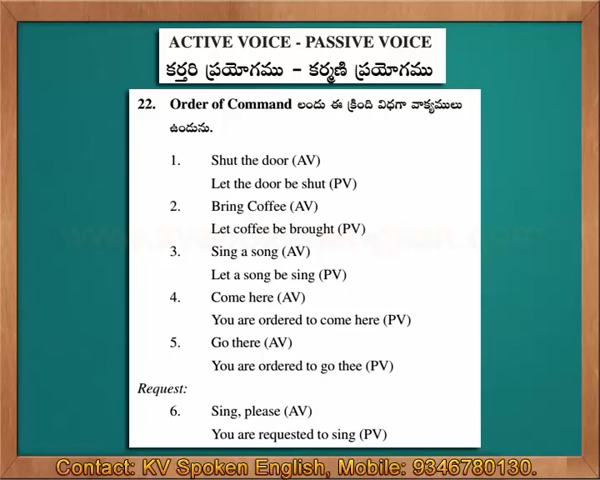 ACTIVE VOICE - PASSIVE VOICE
కర్తరి ప్రయోగము - కర్మణి ప్రయోగము
22. Order of Command లందు ఈ క్రింది విధగా వాక్యములు
ఉండును.
1. Shut the door (AV)
Let the door be shut (PV)
2. Bring Coffee (AV)
Let coffee be brought (PV)
3. Sing a song (AV)
Let a song be sing (PV)
4. Come here (AV)
You are ordered to come here (PV)
5. Go there (AV)
You are ordered to go thee (PV)
Request:
6. Sing, please (AV)
You are requested to sing (PV)
Contact: KV Spoken English, Mobile: 9346780130.